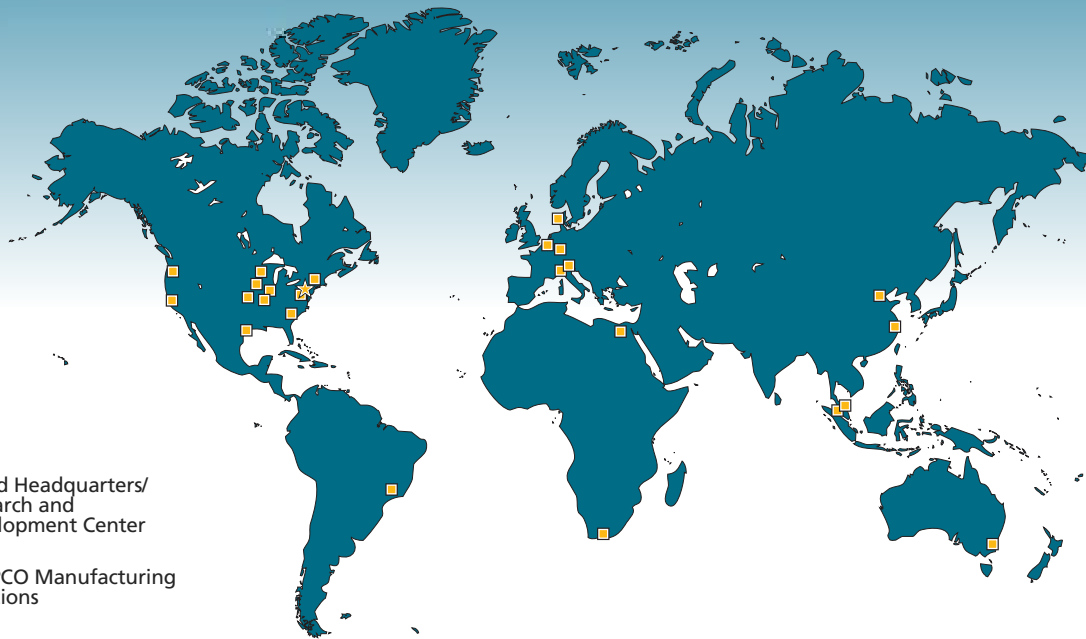 d Headquarters/
arch and
lopment Center
CO Manufacturing
ions